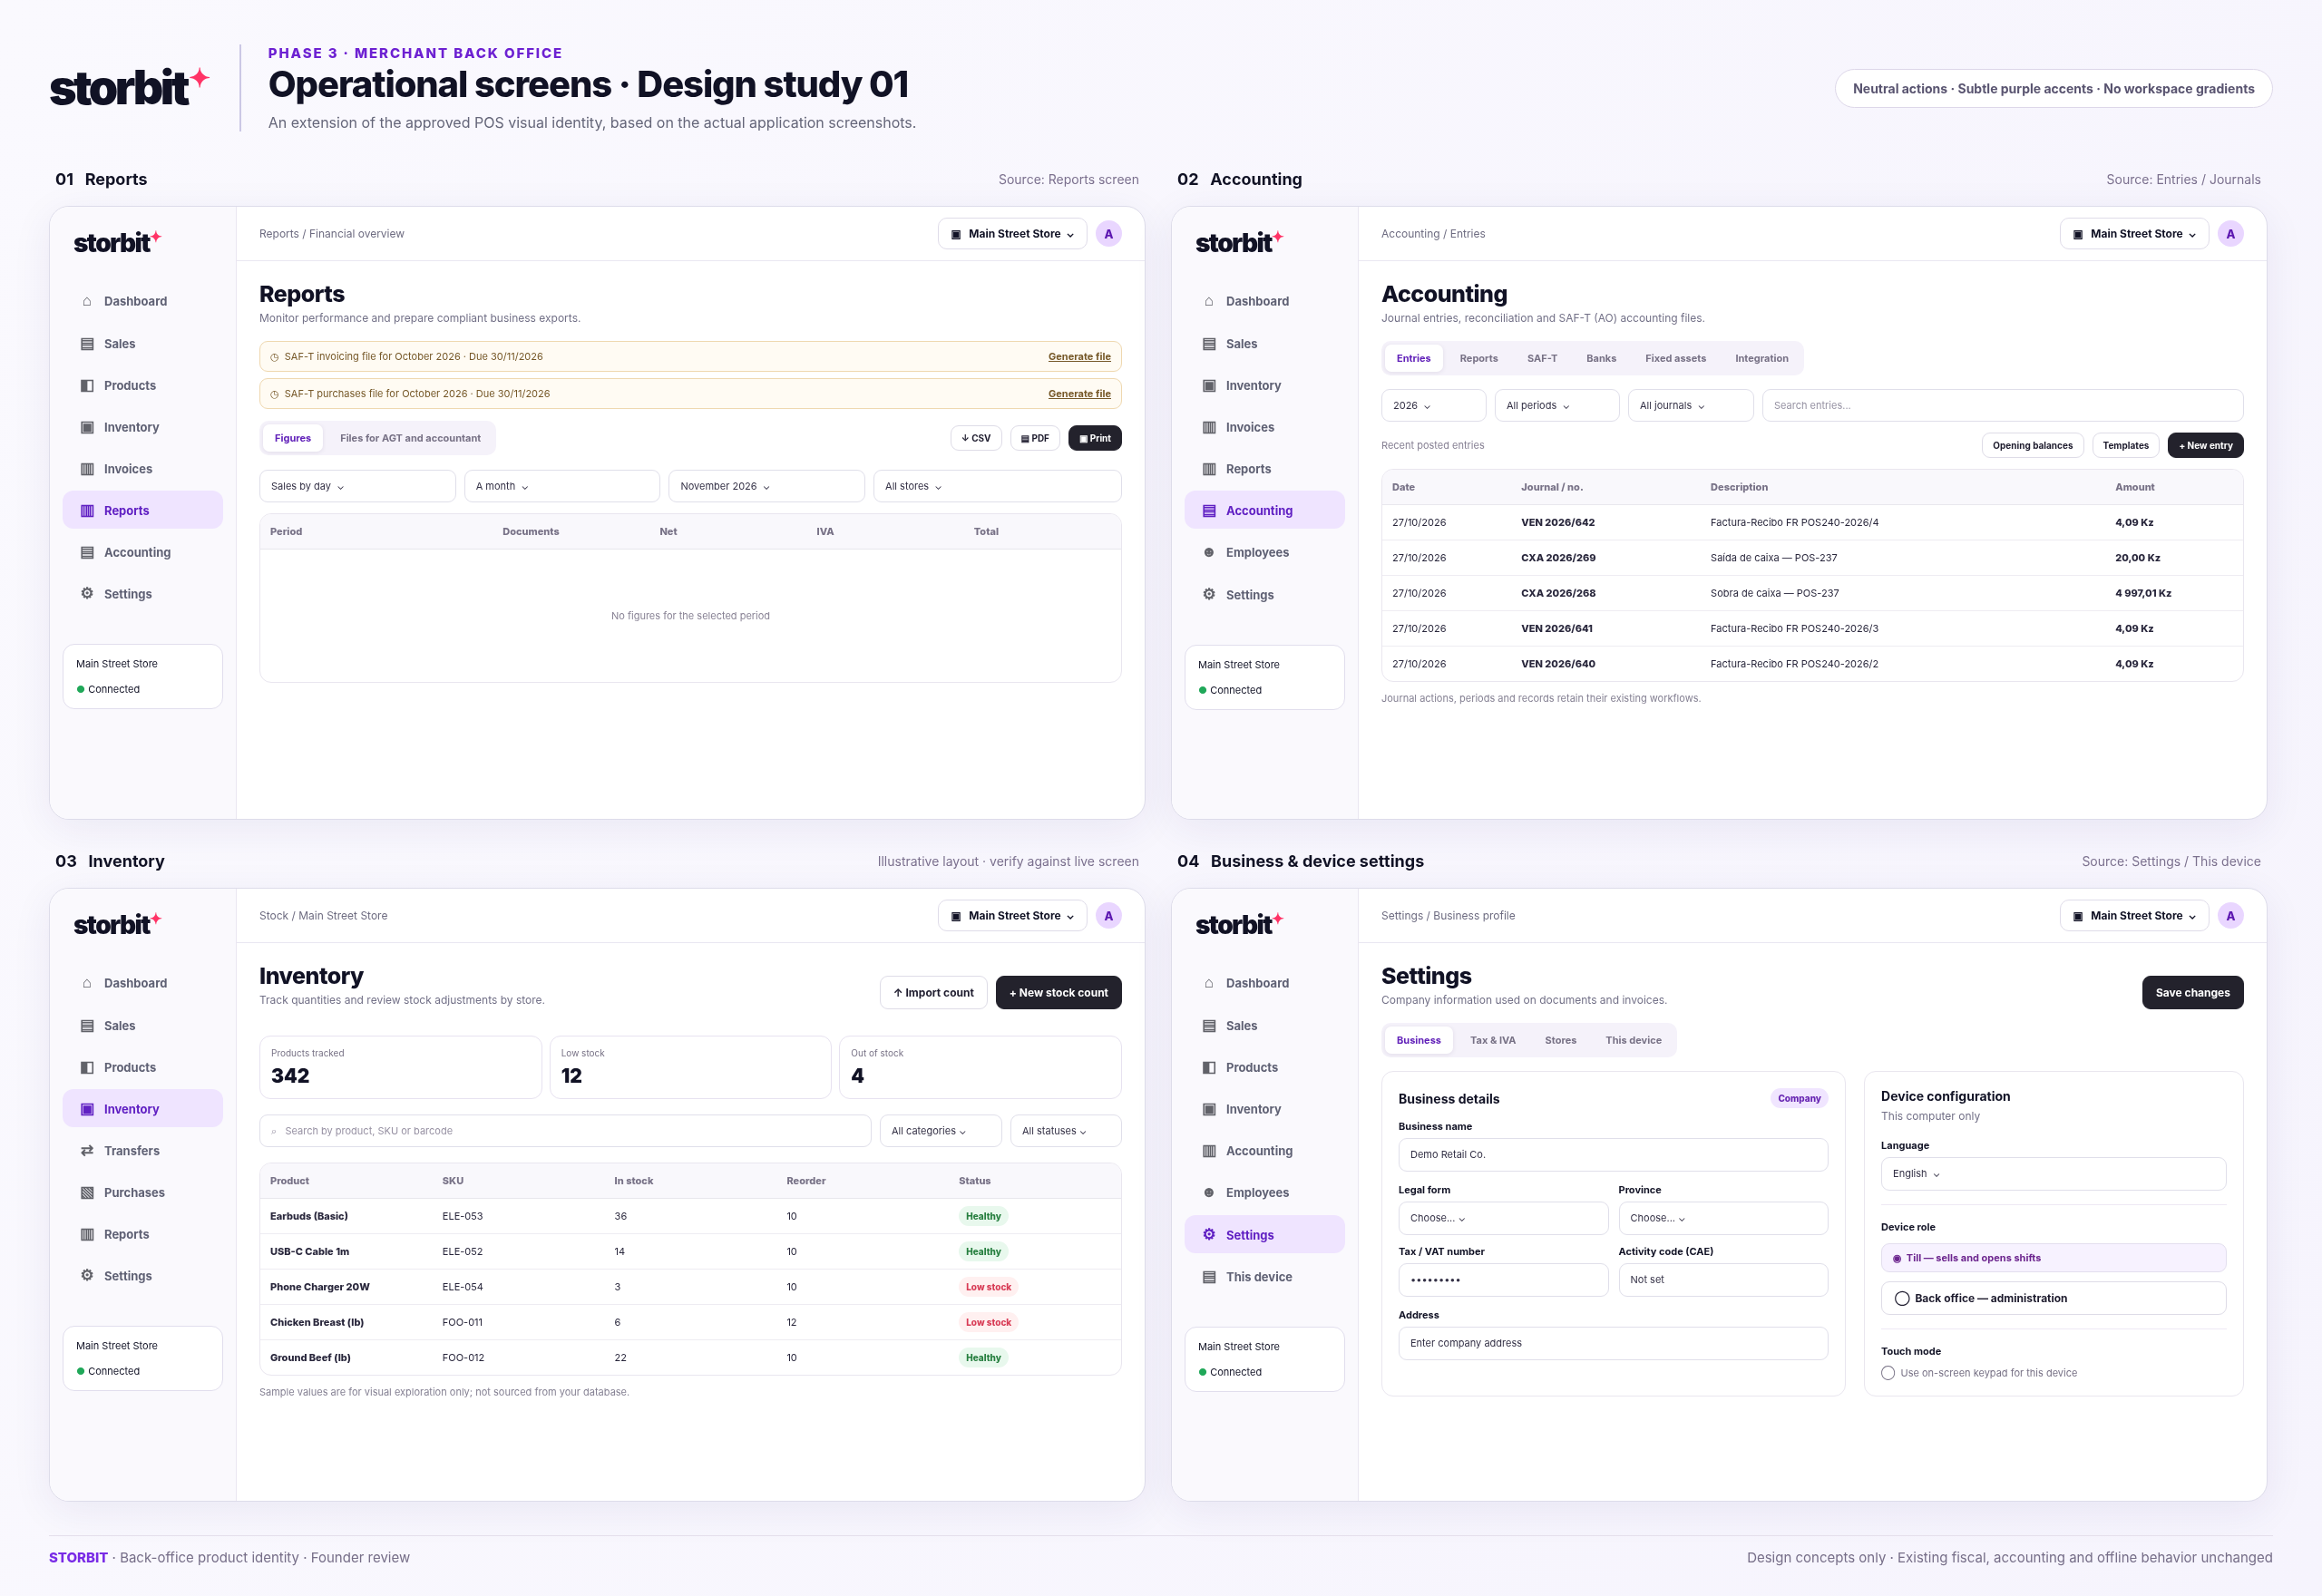 storbit
PHASE 3 · MERCHANT BACK OFFICE
Operational screens · Design study 01
An extension of the approved POS visual identity, based on the actual application screenshots.
Neutral actions · Subtle purple accents · No workspace gradients
01 Reports
Source: Reports screen
storbit
Dashboard
Sales
Products
Inventory
Invoices
Reports
Accounting
Settings
Main Street Store
Connected
Reports / Financial overview
Main Street Store
A
Reports
Monitor performance and prepare compliant business exports.
SAF-T invoicing file for October 2026 · Due 30/11/2026 Generate file
SAF-T purchases file for October 2026 · Due 30/11/2026 Generate file
Figures Files for AGT and accountant ↓ CSV PDF Print
Sales by day A month November 2026 All stores
Period Documents Net IVA Total
No figures for the selected period
02 Accounting
Source: Entries / Journals
storbit
Dashboard
Sales
Inventory
Invoices
Reports
Accounting
Employees
Settings
Main Street Store
Connected
Accounting / Entries
Main Street Store
A
Accounting
Journal entries, reconciliation and SAF-T (AO) accounting files.
Entries Reports SAF-T Banks Fixed assets Integration
2026 All periods All journals Search entries...
Recent posted entries Opening balances Templates + New entry
Date Journal / no. Description Amount
27/10/2026 VEN 2026/642 Factura-Recibo FR POS240-2026/4 4,09 Kz
27/10/2026 CXA 2026/269 Saída de caixa — POS-237 20,00 Kz
27/10/2026 CXA 2026/268 Sobra de caixa — POS-237 4 997,01 Kz
27/10/2026 VEN 2026/641 Factura-Recibo FR POS240-2026/3 4,09 Kz
27/10/2026 VEN 2026/640 Factura-Recibo FR POS240-2026/2 4,09 Kz
Journal actions, periods and records retain their existing workflows.
03 Inventory
Illustrative layout · verify against live screen
storbit
Dashboard
Sales
Products
Inventory
Transfers
Purchases
Reports
Settings
Main Street Store
Connected
Stock / Main Street Store
Main Street Store
A
Inventory
Track quantities and review stock adjustments by store.
↑ Import count + New stock count
Products tracked Low stock Out of stock
342 12 4
Search by product, SKU or barcode All categories All statuses
Product SKU In stock Reorder Status
Earbuds (Basic) ELE-053 36 10 Healthy
USB-C Cable 1m ELE-052 14 10 Healthy
Phone Charger 20W ELE-054 3 10 Low stock
Chicken Breast (lb) FOO-011 6 12 Low stock
Ground Beef (lb) FOO-012 22 10 Healthy
Sample values are for visual exploration only; not sourced from your database.
04 Business & device settings
Source: Settings / This device
storbit
Dashboard
Sales
Products
Inventory
Accounting
Employees
Settings
This device
Main Street Store
Connected
Settings / Business profile
Main Street Store
A
Settings
Company information used on documents and invoices.
Save changes
Business Tax & IVA Stores This device
Business details Company
Business name
Demo Retail Co.
Legal form Province
Choose... Choose...
Tax / VAT number Activity code (CAE)
••••••••• Not set
Address
Enter company address
Device configuration
This computer only
Language
English
Device role
Till — sells and opens shifts
Back office — administration
Touch mode
Use on-screen keypad for this device
STORBIT · Back-office product identity · Founder review
Design concepts only · Existing fiscal, accounting and offline behavior unchanged